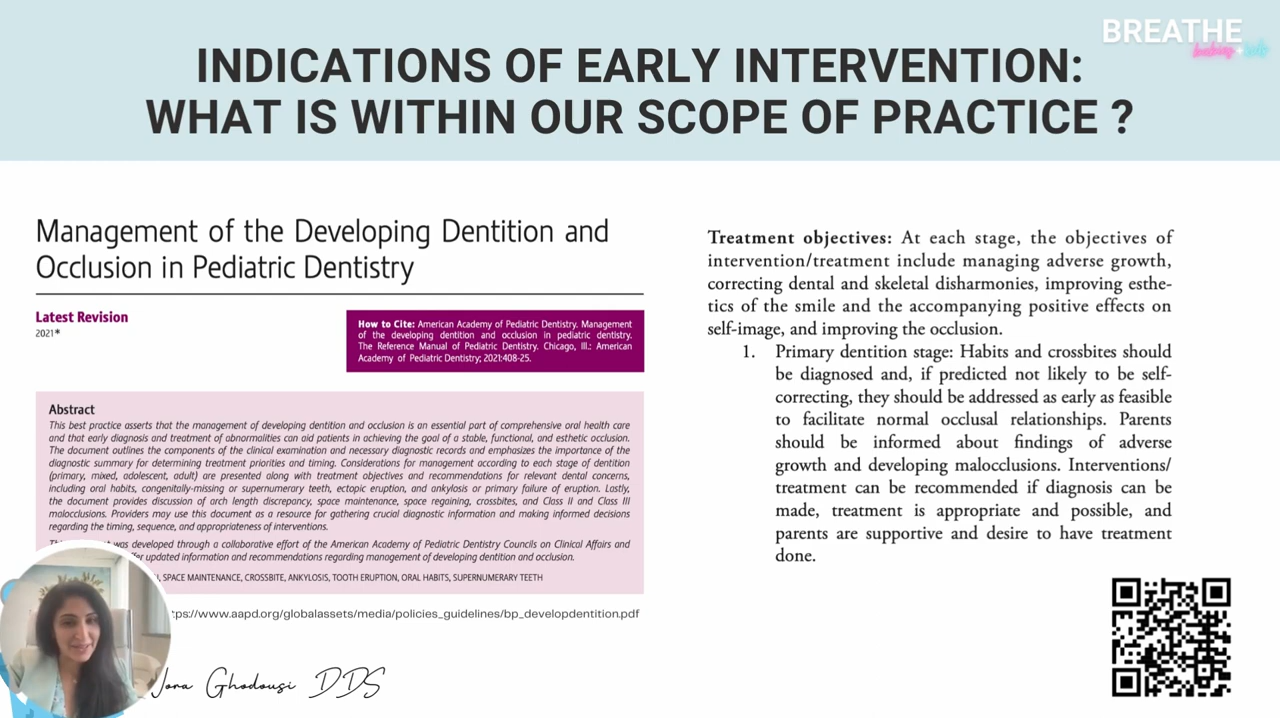 BREATHE
babies + kids
INDICATIONS OF EARLY INTERVENTION:
WHAT IS WITHIN OUR SCOPE OF PRACTICE ?
Management of the Developing Dentition and
Occlusion in Pediatric Dentistry
Latest Revision
2021*
How to Cite: American Academy of Pediatric Dentistry. Management
of the developing dentition and occlusion in pediatric dentistry.
The Reference Manual of Pediatric Dentistry. Chicago, Ill.: American
Academy of Pediatric Dentistry; 2021:408-25.
Abstract
This best practice asserts that the management of developing dentition and occlusion is an essential part of comprehensive oral health care
and that early diagnosis and treatment of abnormalities can aid patients in achieving the goal of a stable, functional, and esthetic occlusion.
The document outlines the components of the clinical examination and necessary diagnostic records and emphasizes the importance of the
diagnostic summary for determining treatment priorities and timing. Considerations for management according to each stage of dentition
(primary, mixed, adolescent, adult) are presented along with treatment objectives and recommendations for relevant dental concerns,
including oral habits, congenitally-missing or supernumerary teeth, ectopic eruption, and ankylosis or primary failure of eruption. Lastly,
the document provides discussion of arch length discrepancy, space maintenance, space regaining, crossbites, and Class II and Class III
malocclusions. Providers may use this document as a resource for gathering crucial diagnostic information and making informed decisions
regarding the timing, sequence, and appropriateness of interventions.
was developed through a collaborative effort of the American Academy of Pediatric Dentistry Councils on Clinical Affairs and
updated information and recommendations regarding management of developing dentition and occlusion.
SPACE MAINTENANCE, CROSSBITE, ANKYLOSIS, TOOTH ERUPTION, ORAL HABITS, SUPERNUMERARY TEETH
tps://www.aapd.org/globalassets/media/policies_guidelines/bp_developdentition.pdf
Ghodousi DDS
Treatment objectives: At each stage, the objectives of
intervention/treatment include managing adverse growth,
correcting dental and skeletal disharmonies, improving esthe-
tics of the smile and the accompanying positive effects on
self-image, and improving the occlusion.
1. Primary dentition stage: Habits and crossbites should
be diagnosed and, if predicted not likely to be self-
correcting, they should be addressed as early as feasible
to facilitate normal occlusal relationships. Parents
should be informed about findings of adverse
growth and developing malocclusions. Interventions/
treatment can be recommended if diagnosis can be
made, treatment is appropriate and possible, and
parents are supportive and desire to have treatment
done.